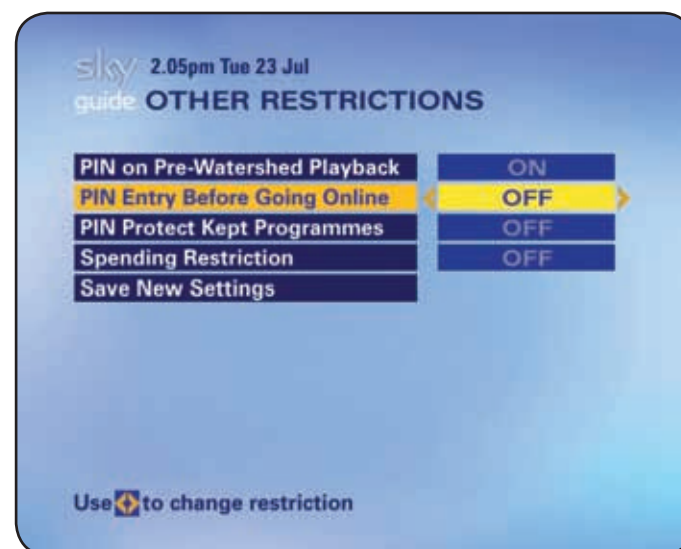 sky 2.05pm Tue 23 Jul
guide OTHER RESTRICTIONS
PIN on Pre-Watershed Playback ON
PIN Entry Before Going Online OFF
PIN Protect Kept Programmes OFF
Spending Restriction OFF
Save New Settings
Use to change restriction